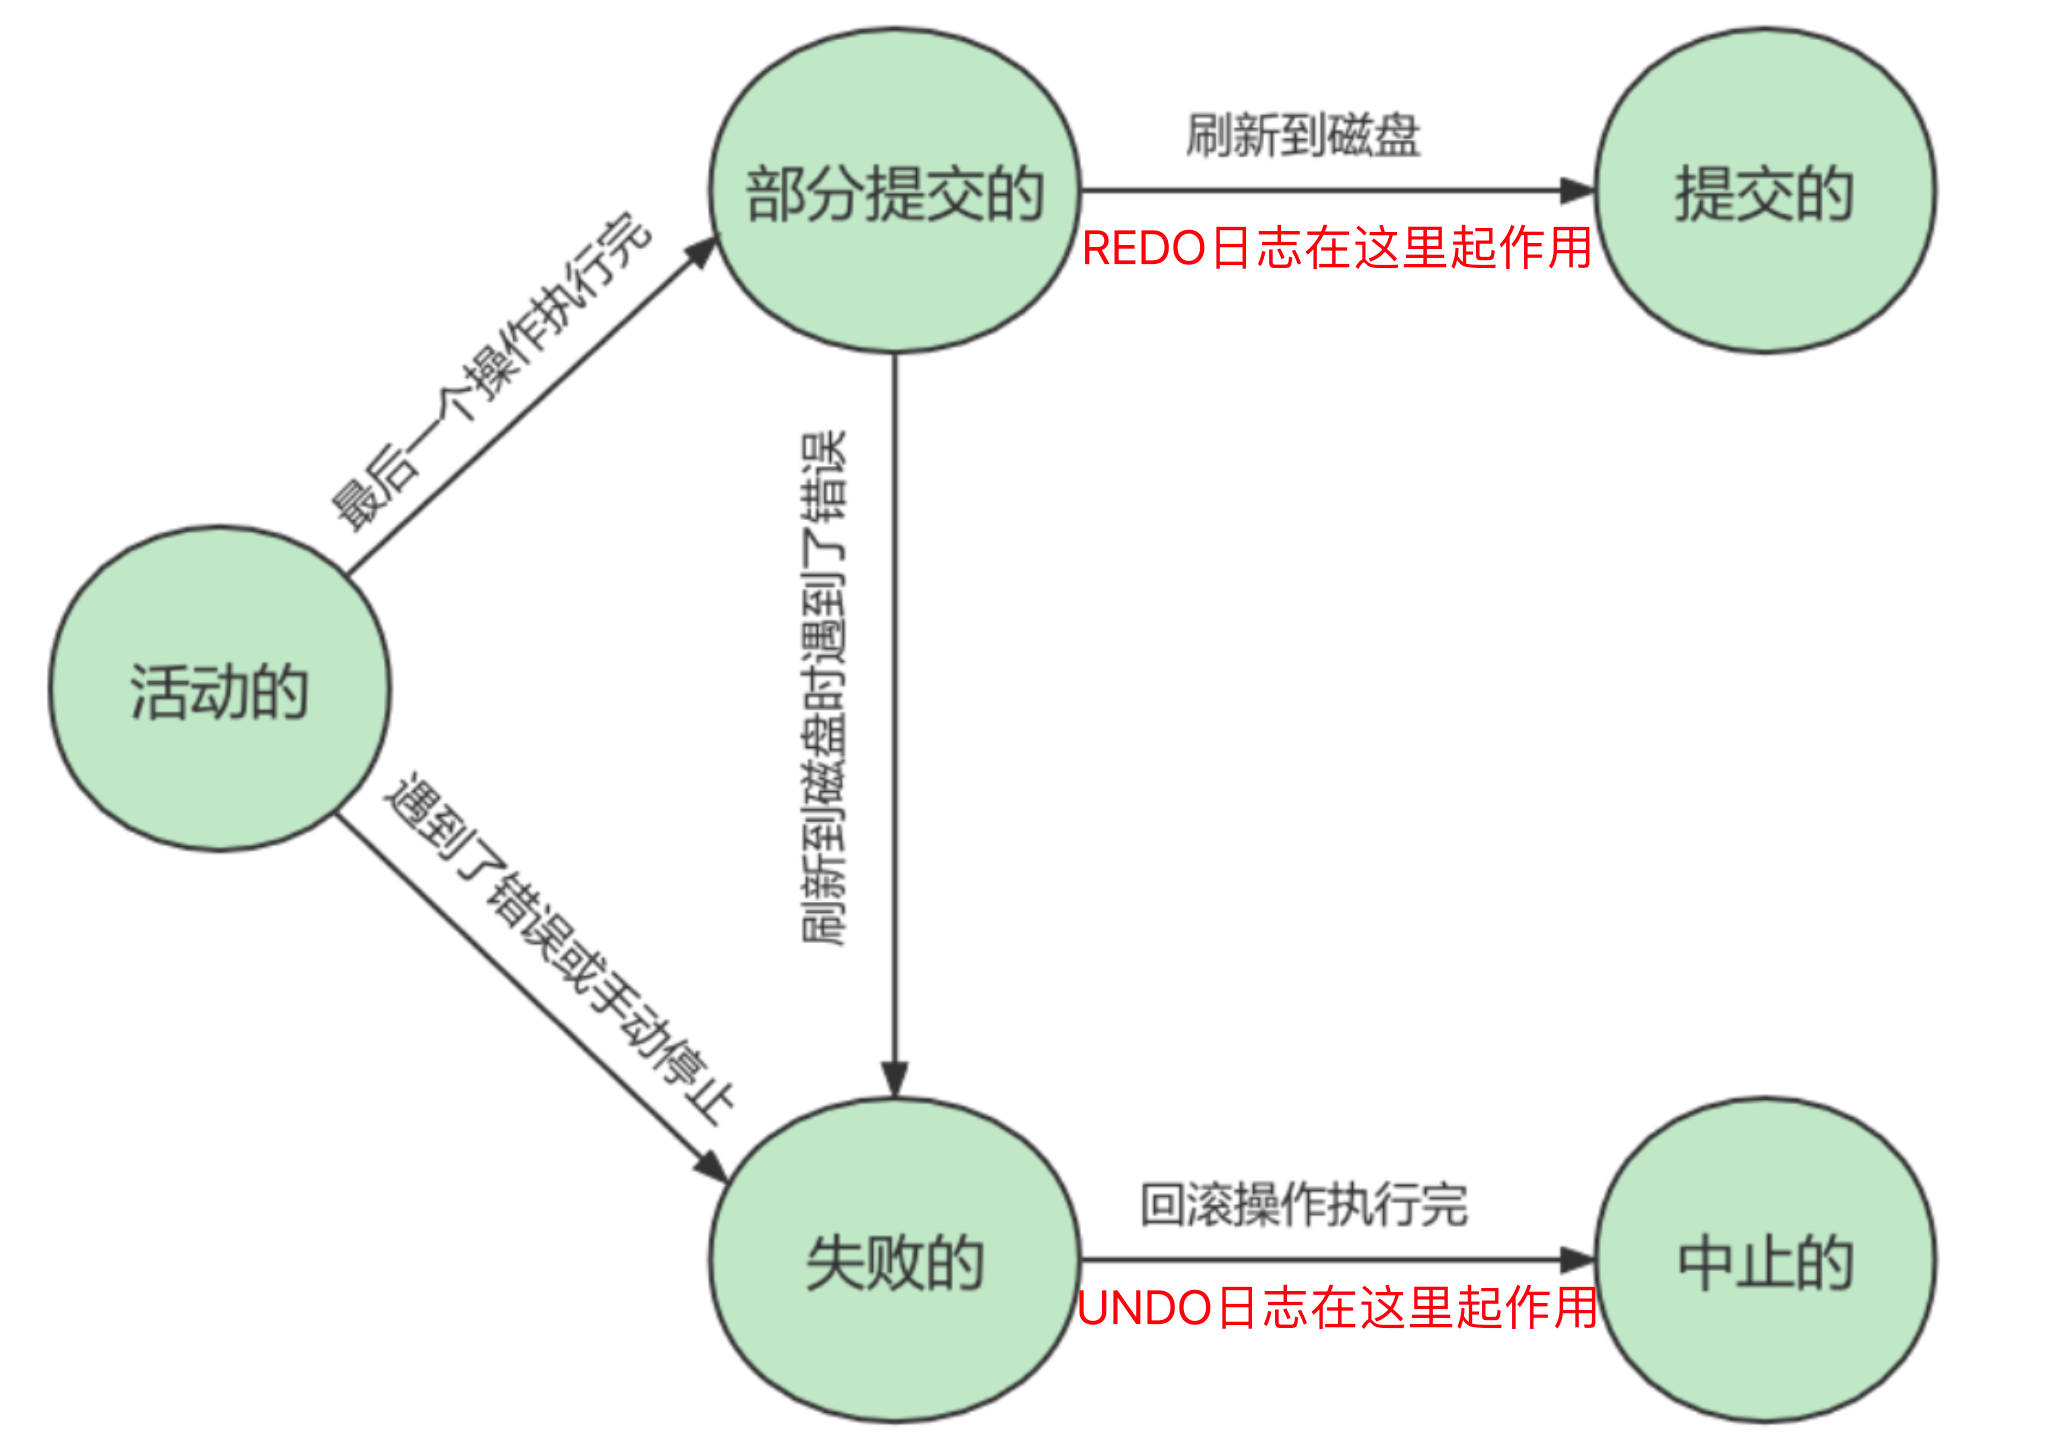 刷新到磁盘
部分提交的
提交的
REDO日志在这里起作用
最后一个操作执行完
刷新到磁盘时遇到了错误
活动的
遇到了错误或手动停止
回滚操作执行完
失败的
中止的
UNDO日志在这里起作用